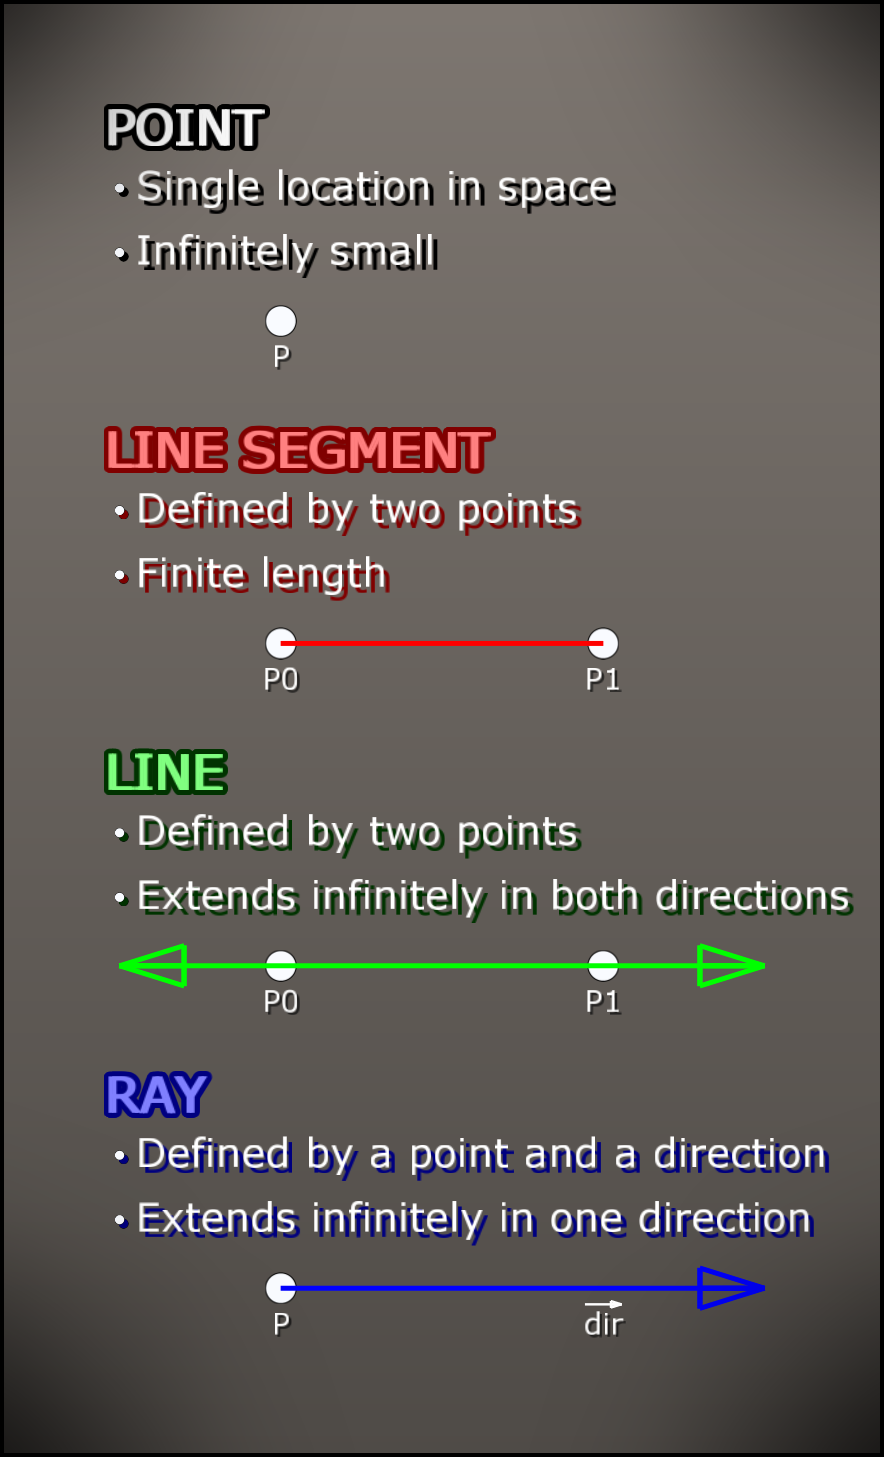 POINT
• Single location in space
• Infinitely small
P
LINE SEGMENT
• Defined by two points
• Finite length
P0 P1
LINE
• Defined by two points
• Extends infinitely in both directions
P0 P1
RAY
• Defined by a point and a direction
• Extends infinitely in one direction
P dir